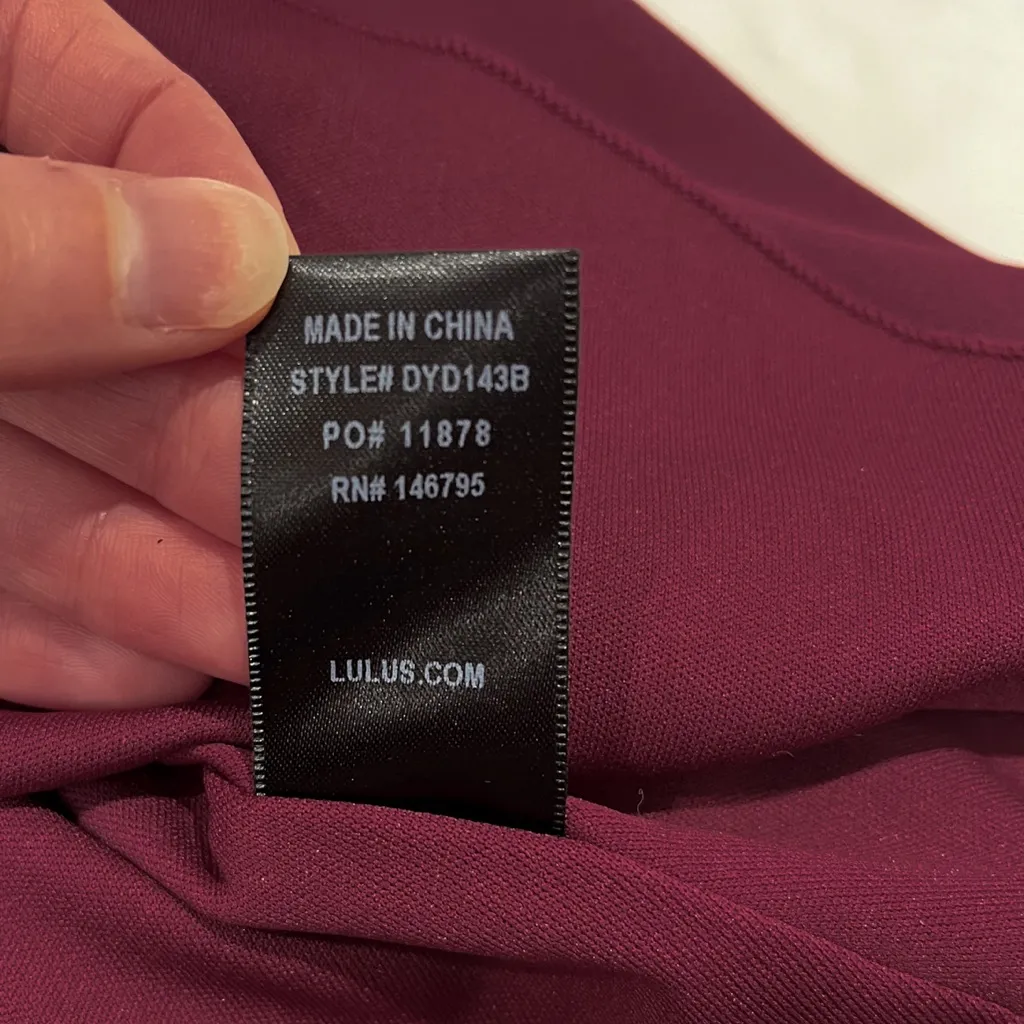 MADE IN CHINA
STYLE# DYD143B
PO# 11878
RN# 146795
LULUS.COM